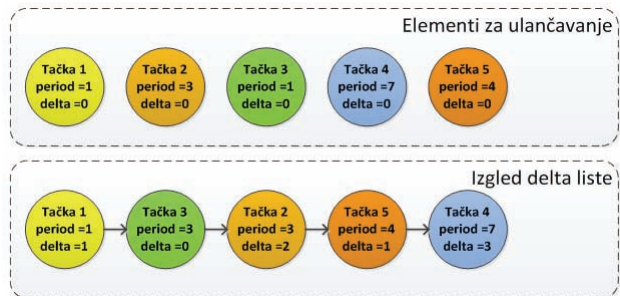 Elementi za ulančavanje
Tačka 1
period =1
delta =0
Tačka 2
period =3
delta =0
Tačka 3
period =1
delta =0
Tačka 4
period =7
delta =0
Tačka 5
period =4
delta =0
Izgled delta liste
Tačka 1
period =1
delta =1
Tačka 3
period =3
delta =0
Tačka 2
period =3
delta =2
Tačka 5
period =4
delta =1
Tačka 4
period =7
delta =3